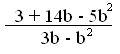 3 + 14b - 5b²
3b - b²